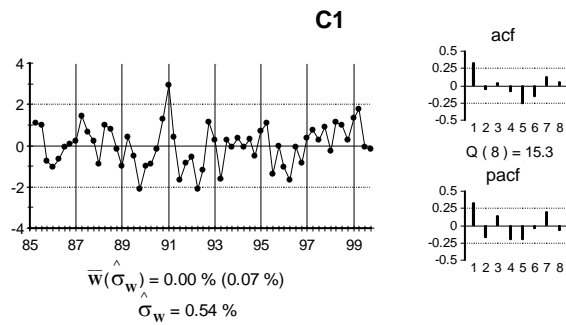 C1
4
2
0
-2
-4
85 87 89 91 93 95 97 99
w̄(σ̂w) = 0.00 % (0.07 %)
σ̂w = 0.54 %
acf
0.5
0.25
0
-0.25
-0.5
1 2 3 4 5 6 7 8
Q ( 8 ) = 15.3
pacf
0.5
0.25
0
-0.25
-0.5
1 2 3 4 5 6 7 8